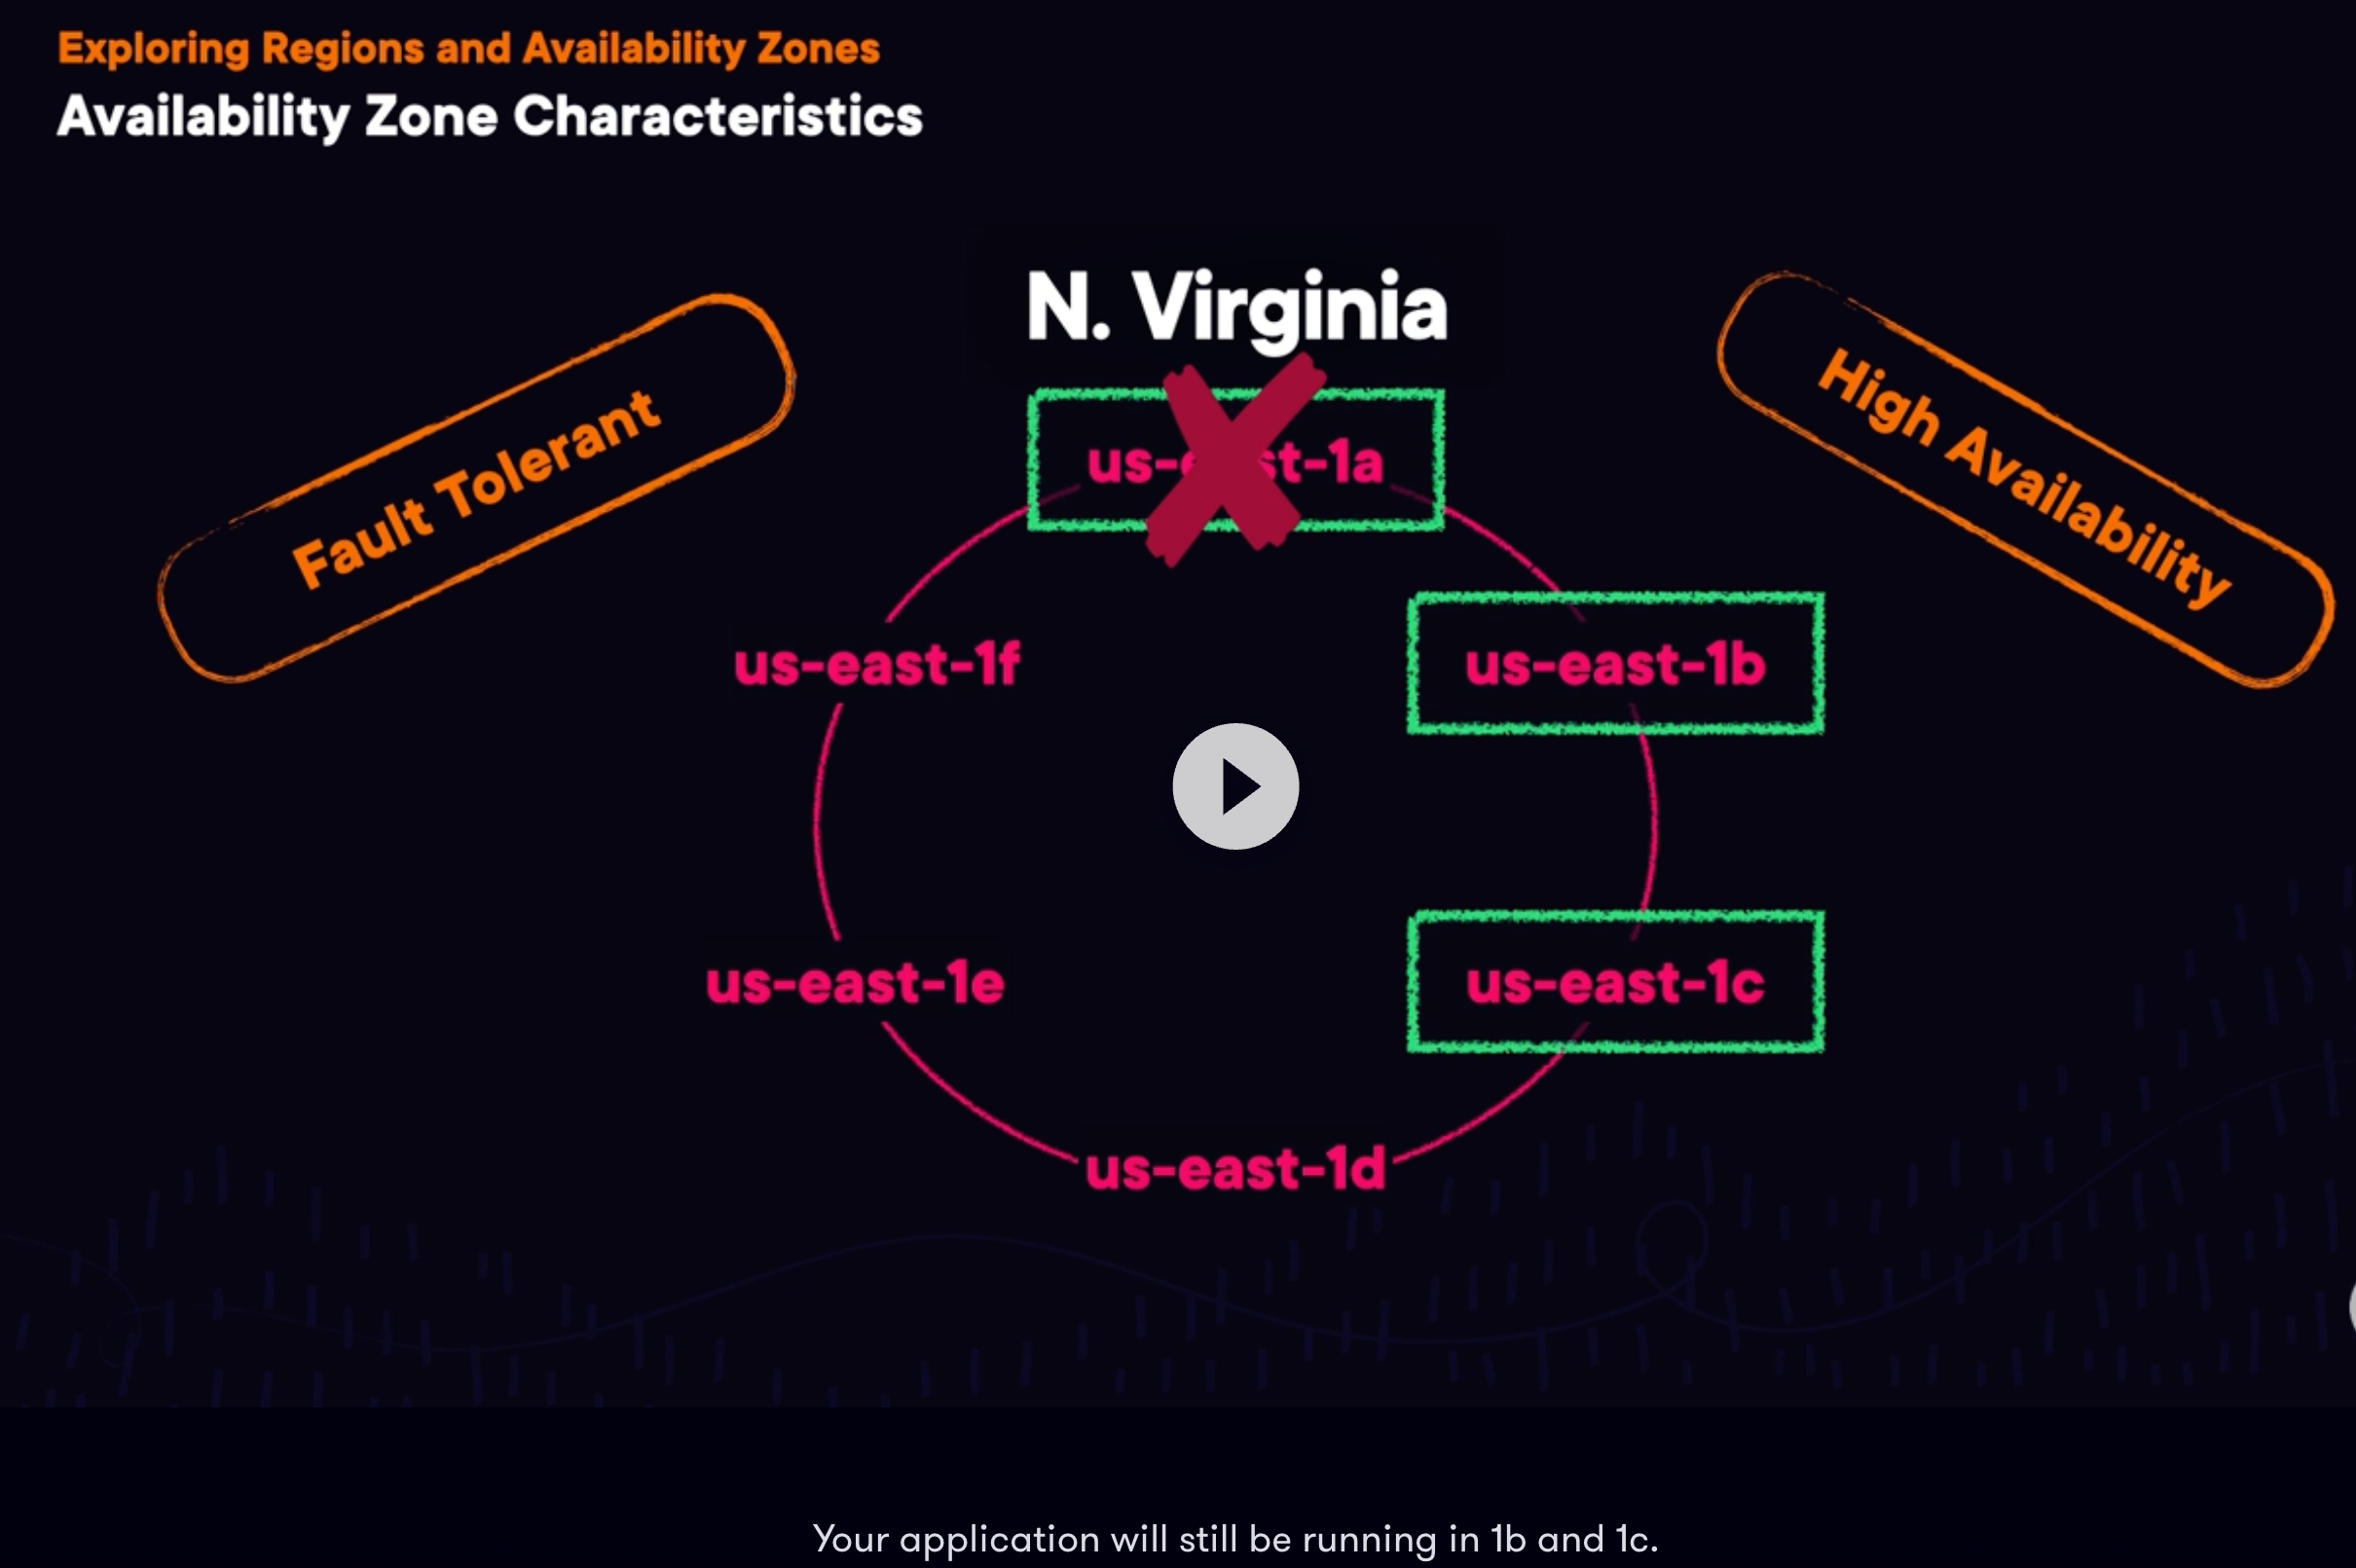 Exploring Regions and Availability Zones
Availability Zone Characteristics
N. Virginia
Fault Tolerant
High Availability
us-east-1a
us-east-1f
us-east-1b
us-east-1e
us-east-1c
us-east-1d
Your application will still be running in 1b and 1c.